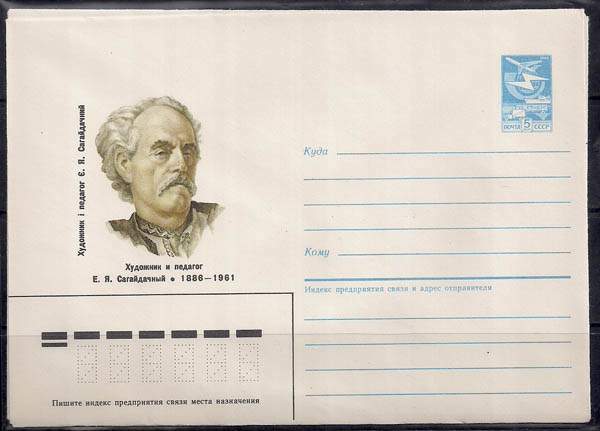 Художник і педагог Є. Я. Сагайдачний
Художник и педагог
Е. Я. Сагайдачный • 1886—1961
ПОЧТА 5 СССР
Куда
Кому
Индекс предприятия связи и адрес отправителя
Пишите индекс предприятия связи места назначения